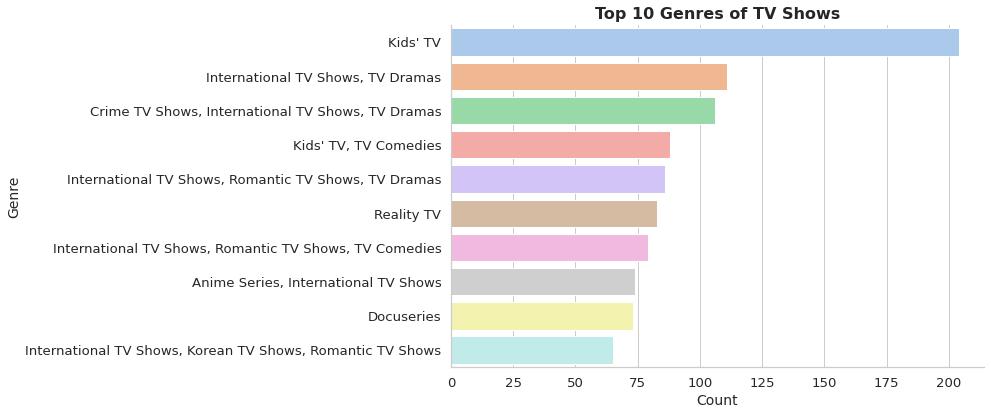 Top 10 Genres of TV Shows
Kids' TV
International TV Shows, TV Dramas
Crime TV Shows, International TV Shows, TV Dramas
Kids' TV, TV Comedies
International TV Shows, Romantic TV Shows, TV Dramas
Reality TV
International TV Shows, Romantic TV Shows, TV Comedies
Anime Series, International TV Shows
Docuseries
International TV Shows, Korean TV Shows, Romantic TV Shows
Genre
0 25 50 75 100 125 150 175 200
Count